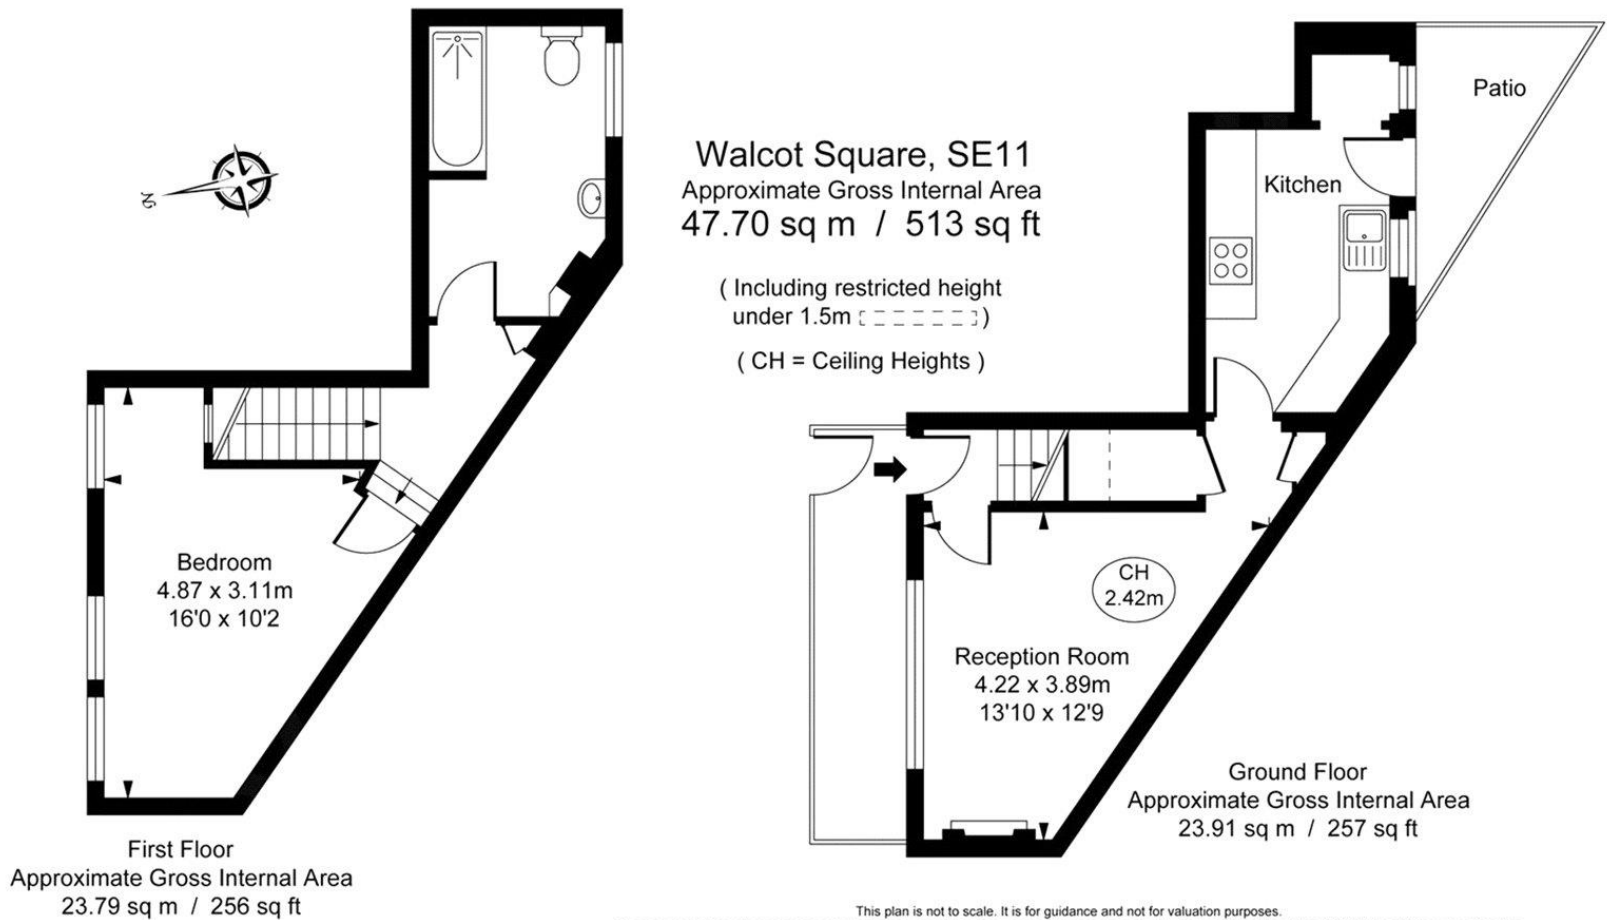 Walcot Square, SE11
Approximate Gross Internal Area
47.70 sq m / 513 sq ft
( Including restricted height
under 1.5m )
( CH = Ceiling Heights )
N
Bedroom
4.87 x 3.11m
16'0 x 10'2
First Floor
Approximate Gross Internal Area
23.79 sq m / 256 sq ft
Patio
Kitchen
CH
2.42m
Reception Room
4.22 x 3.89m
13'10 x 12'9
Ground Floor
Approximate Gross Internal Area
23.91 sq m / 257 sq ft
This plan is not to scale. It is for guidance and not for valuation purposes.